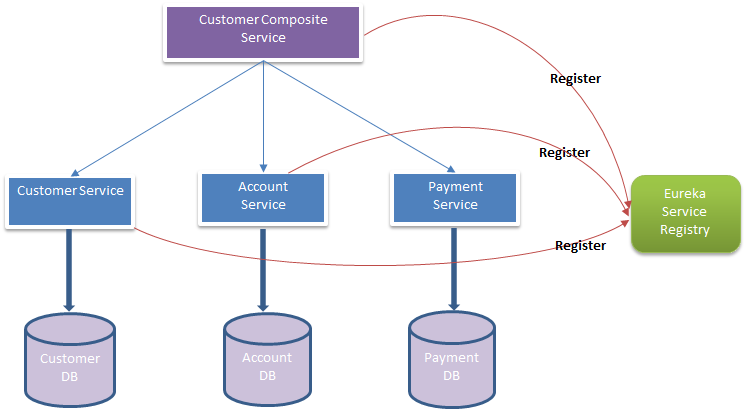 Customer Composite
Service
Register
Register
Customer Service
Account
Service
Payment
Service
Eureka
Service
Registry
Register
Customer
DB
Account
DB
Payment
DB